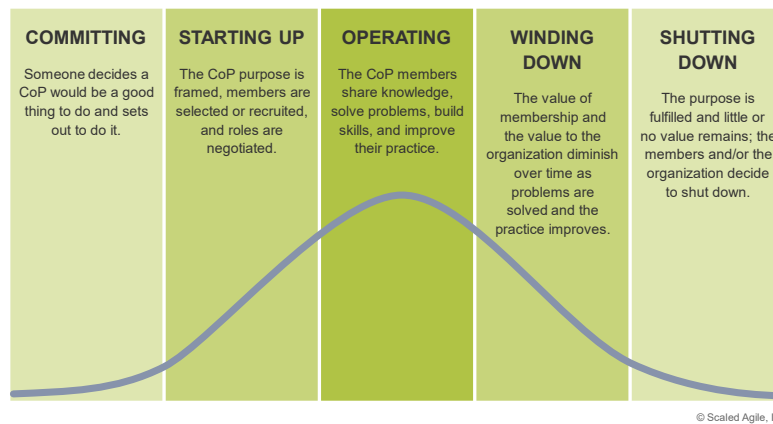 COMMITTING
Someone decides a
CoP would be a good
thing to do and sets
out to do it.
STARTING UP
The CoP purpose is
framed, members are
selected or recruited,
and roles are
negotiated.
OPERATING
The CoP members
share knowledge,
solve problems, build
skills, and improve
their practice.
WINDING
DOWN
The value of
membership and
the value to the
organization diminish
over time as
problems are
solved and the
practice improves.
SHUTTING
DOWN
The purpose is
fulfilled and little or
no value remains; the
members and/or the
organization decide
to shut down.
© Scaled Agile,